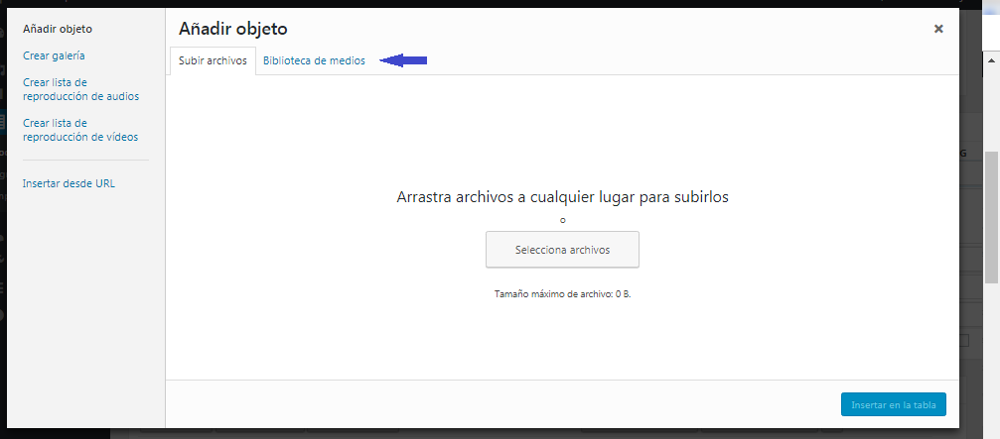 Añadir objeto
Crear galería
Crear lista de
reproducción de audios
Crear lista de
reproducción de vídeos
Insertar desde URL
Añadir objeto
Subir archivos
Biblioteca de medios
Arrastra archivos a cualquier lugar para subirlos
o
Selecciona archivos
Tamaño máximo de archivo: 0 B.
Insertar en la tabla
G